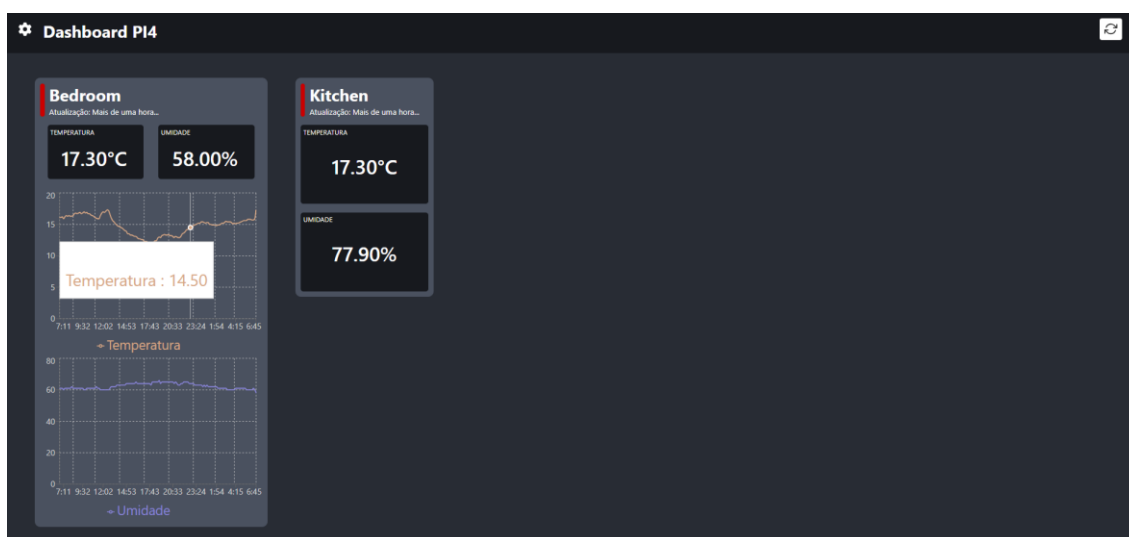 Dashboard PI4
Bedroom
Atualização: Mais de uma hora...
TEMPERATURA
17.30°C
UMIDADE
58.00%
20
15
10
5
0
Temperatura : 14.50
7:11 9:32 12:02 14:53 17:43 20:33 23:24 1:54 4:15 6:45
Temperatura
80
60
40
20
0
7:11 9:32 12:02 14:53 17:43 20:33 23:24 1:54 4:15 6:45
Umidade
Kitchen
Atualização: Mais de uma hora...
TEMPERATURA
17.30°C
UMIDADE
77.90%